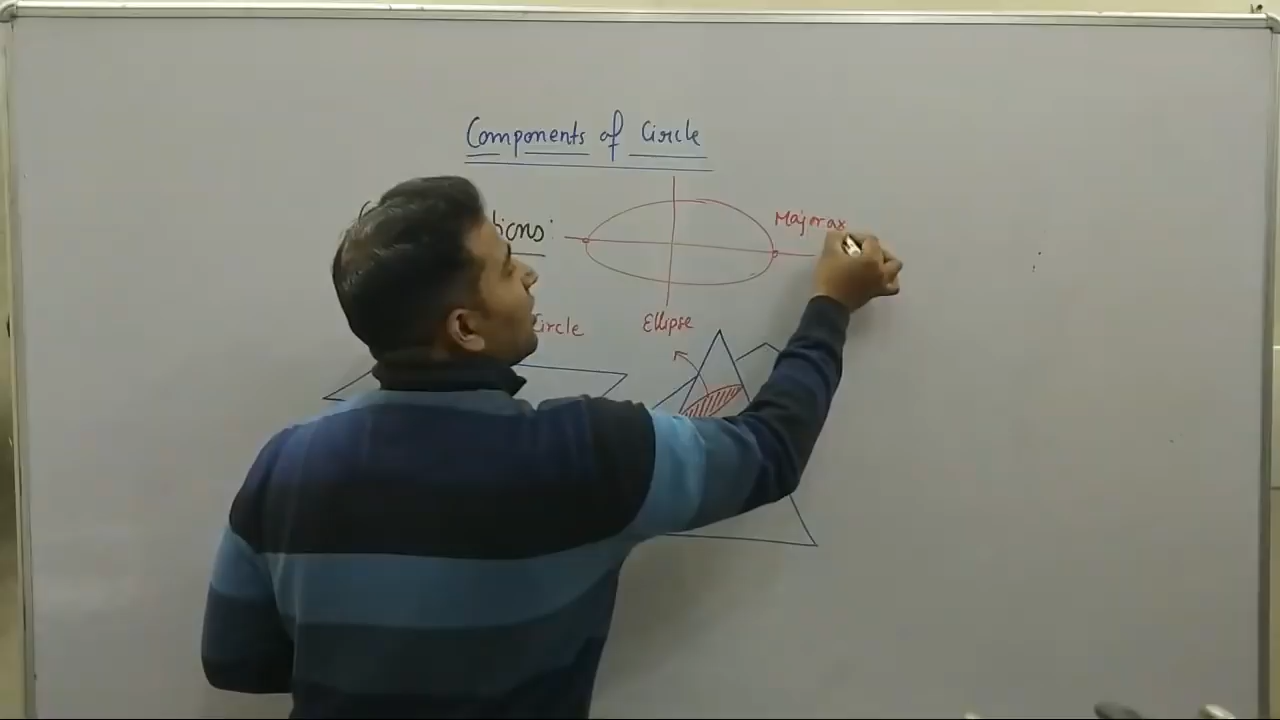 Components of Circle
Major ax
Circle
Ellipse